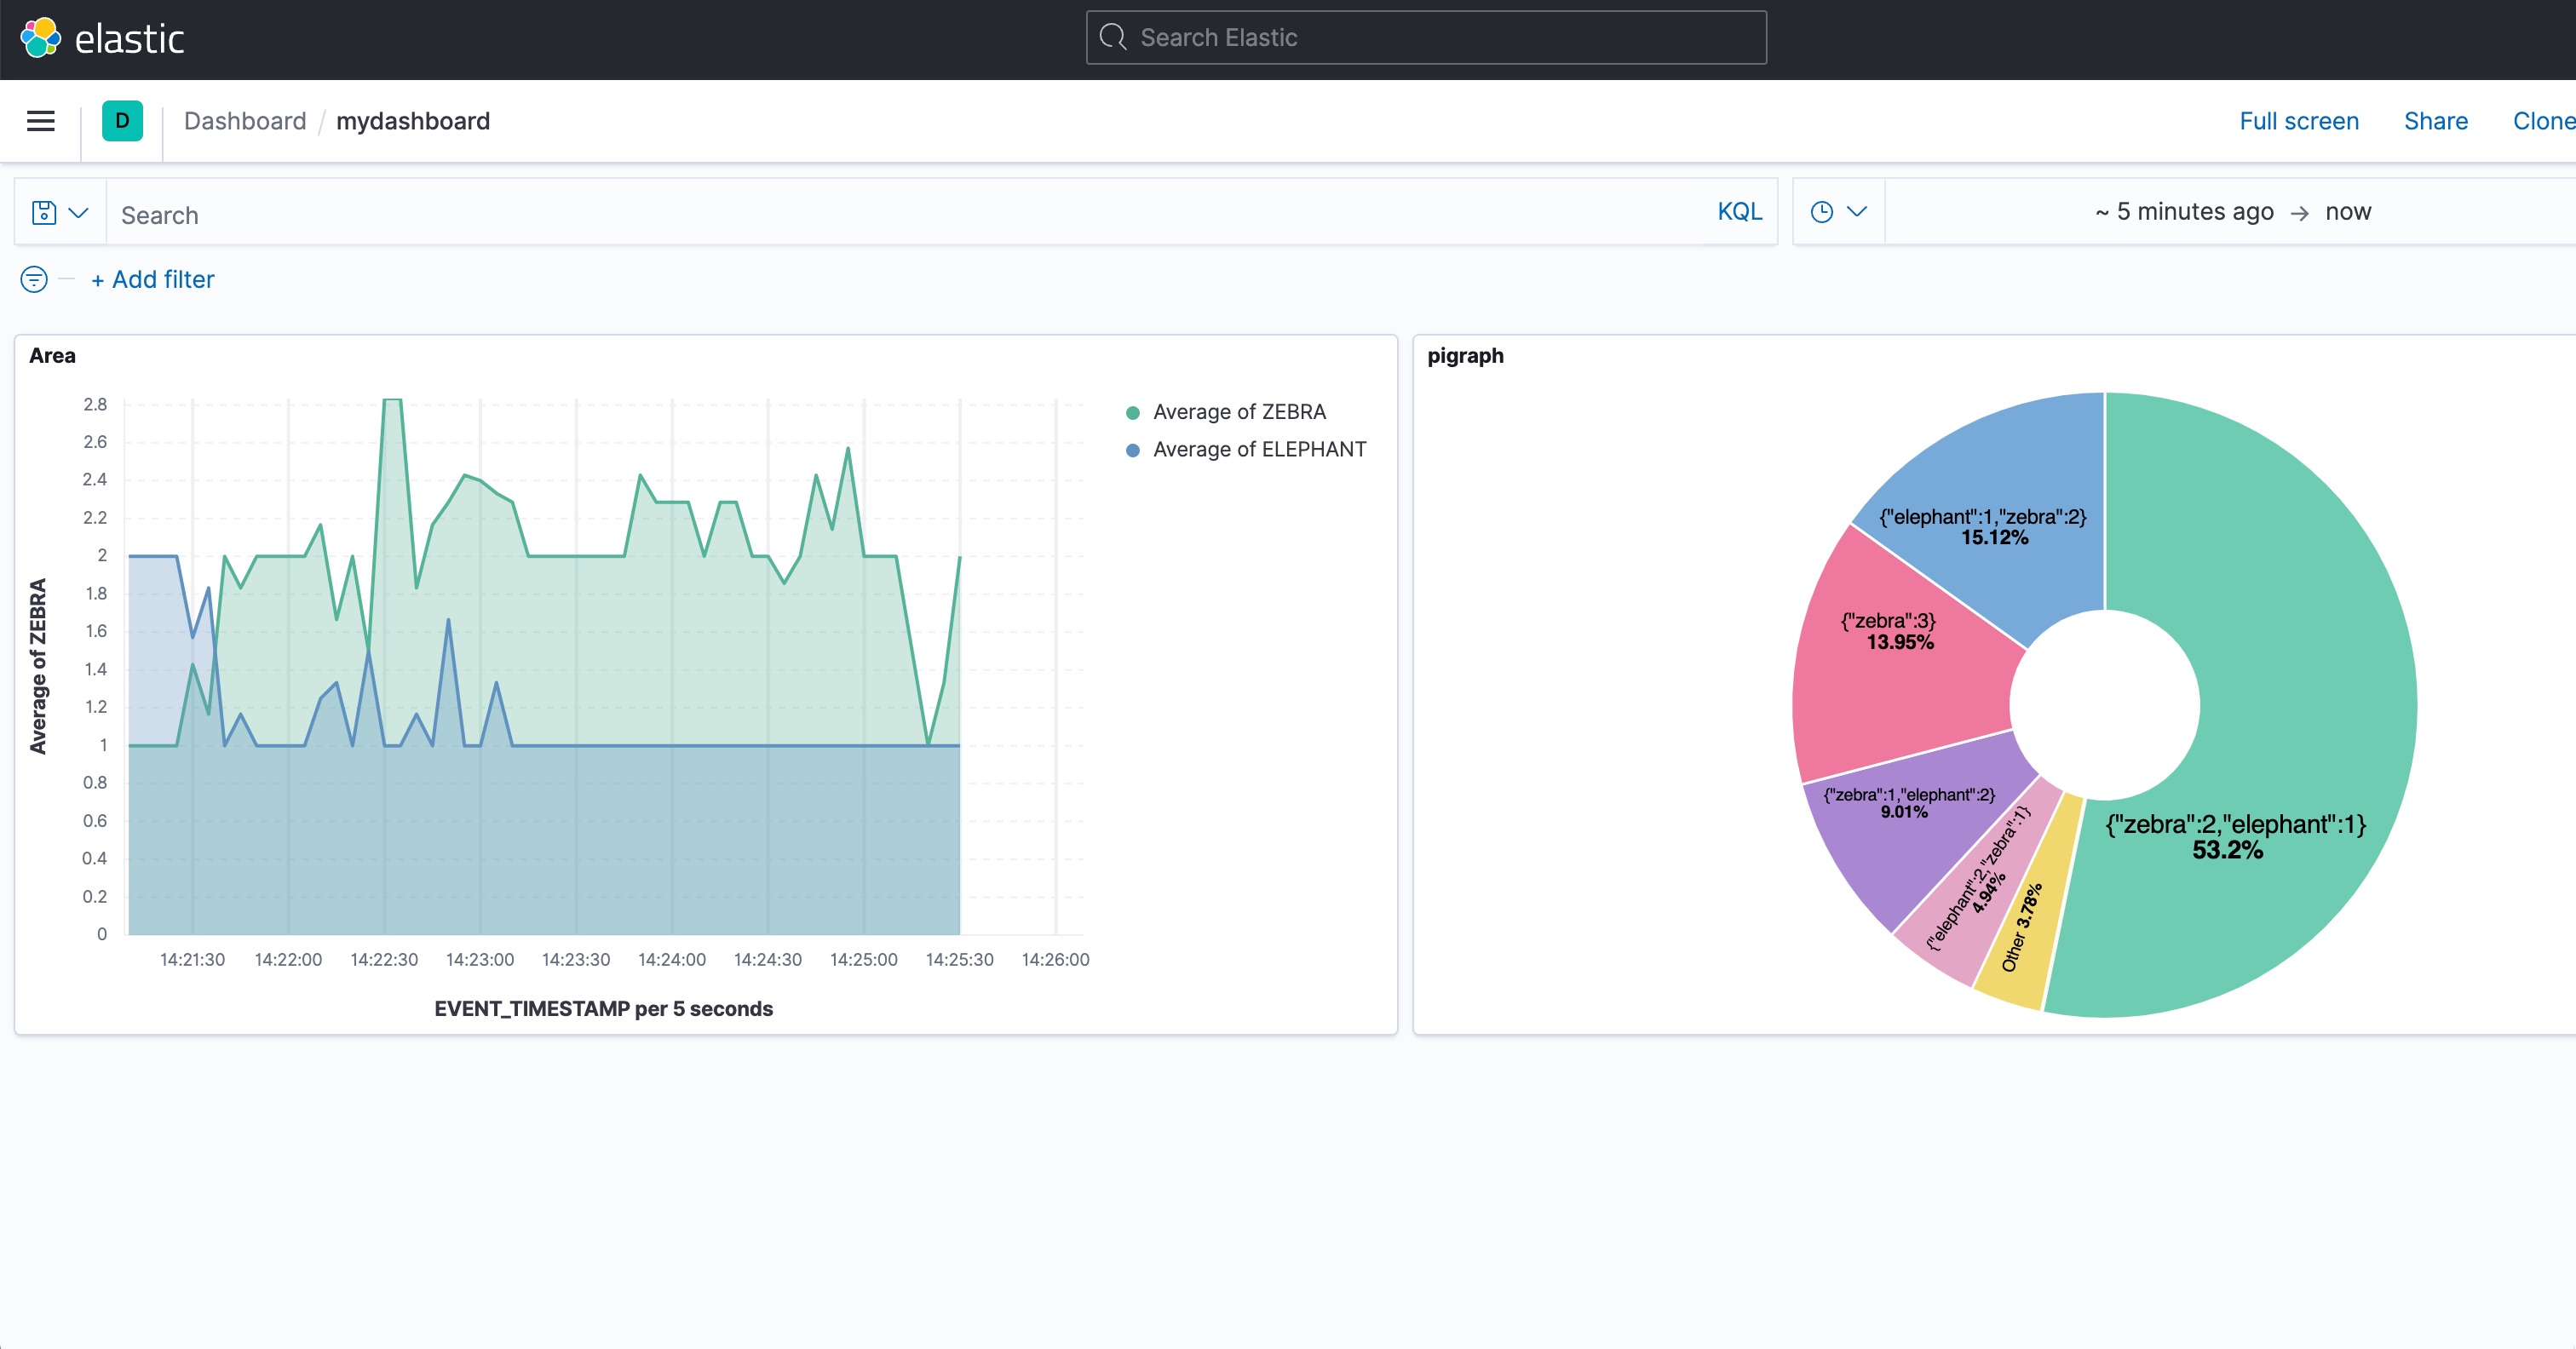 elastic
Search Elastic
D
Dashboard / mydashboard
Full screen
Share
Clone
Search
KQL
~ 5 minutes ago → now
+ Add filter
Area
2.8
2.6
2.4
2.2
2
1.8
1.6
1.4
1.2
1
0.8
0.6
0.4
0.2
0
Average of ZEBRA
14:21:30
14:22:00
14:22:30
14:23:00
14:23:30
14:24:00
14:24:30
14:25:00
14:25:30
14:26:00
EVENT_TIMESTAMP per 5 seconds
Average of ZEBRA
Average of ELEPHANT
pigraph
{"elephant":1,"zebra":2}
15.12%
{"zebra":3}
13.95%
{"zebra":1,"elephant":2}
9.01%
{"elephant":2,"zebra":1}
4.94%
Other 3.78%
{"zebra":2,"elephant":1}
53.2%